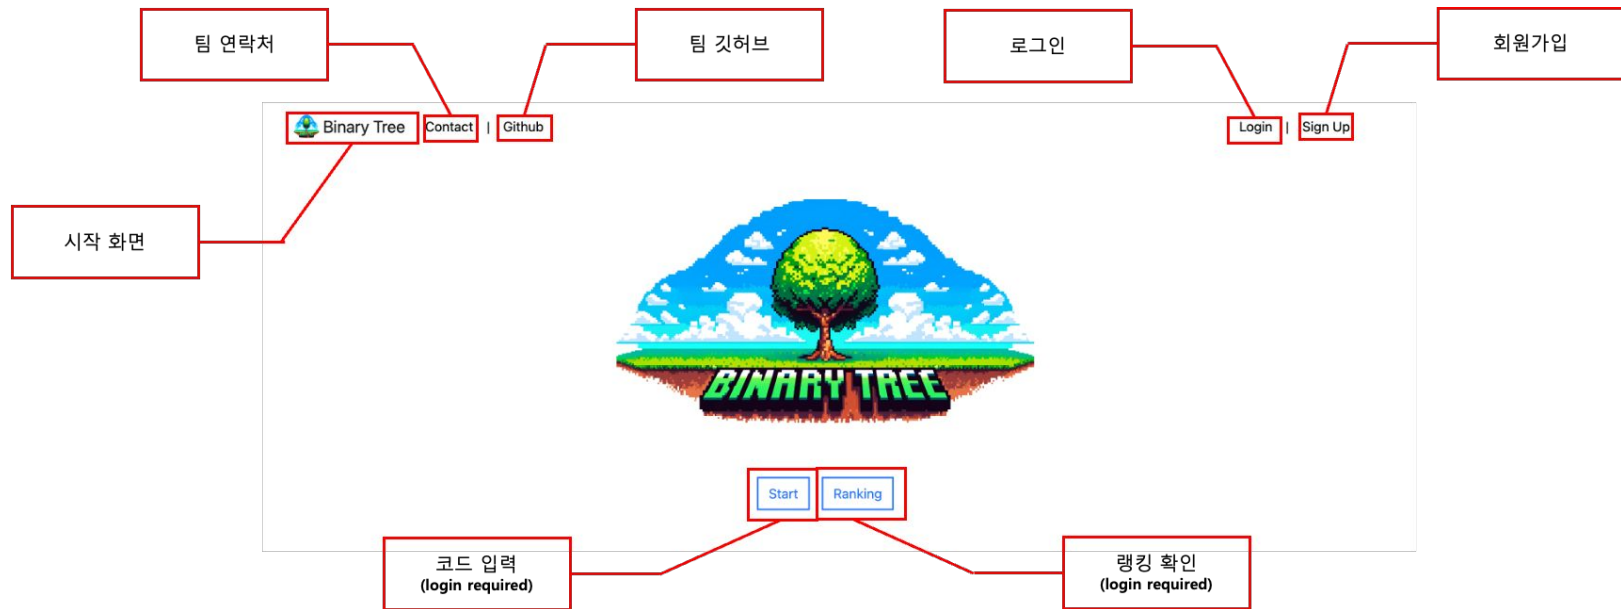 팀 연락처
팀 깃허브
로그인
회원가입
Binary Tree
Contact | Github
Login | Sign Up
시작 화면
BINARY TREE
Start
Ranking
코드 입력
(login required)
랭킹 확인
(login required)